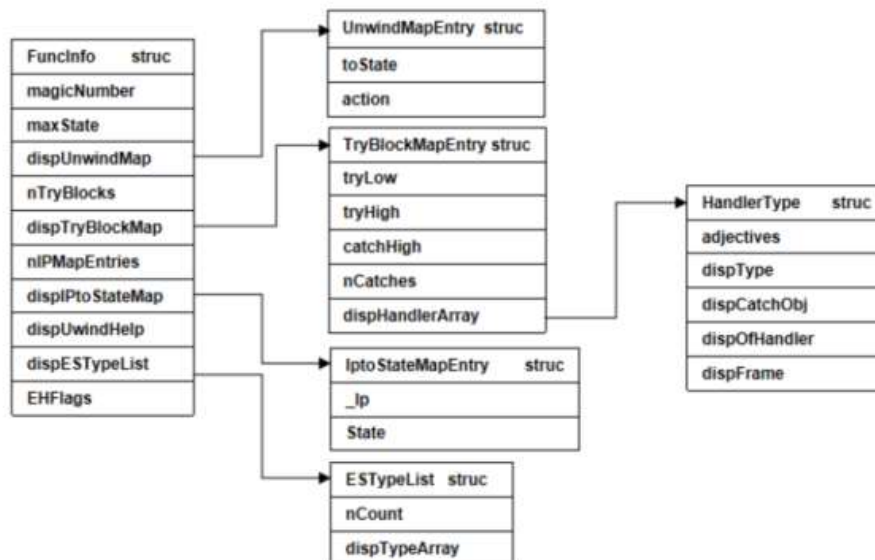 FuncInfo struc
magicNumber
maxState
dispUnwindMap
nTryBlocks
dispTryBlockMap
nIPMapEntries
dispIPtoStateMap
dispUwindHelp
dispESTypeList
EHFlags
UnwindMapEntry struc
toState
action
TryBlockMapEntry struc
tryLow
tryHigh
catchHigh
nCatches
dispHandlerArray
IptoStateMapEntry struc
_Ip
State
ESTypeList struc
nCount
dispTypeArray
HandlerType struc
adjectives
dispType
dispCatchObj
dispOfHandler
dispFrame